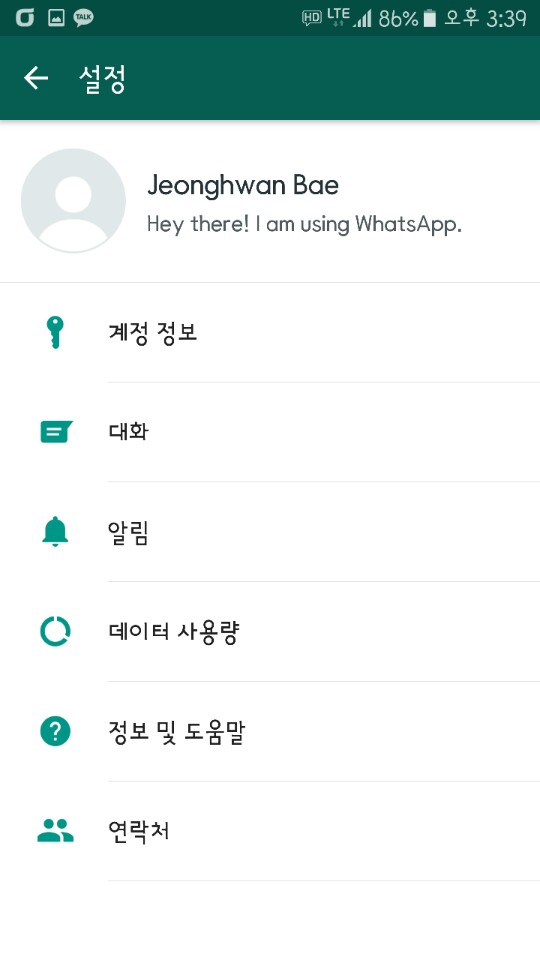 TALK HD LTE 86% 오후 3:39
설정
Jeonghwan Bae
Hey there! I am using WhatsApp.
계정 정보
대화
알림
데이터 사용량
정보 및 도움말
연락처